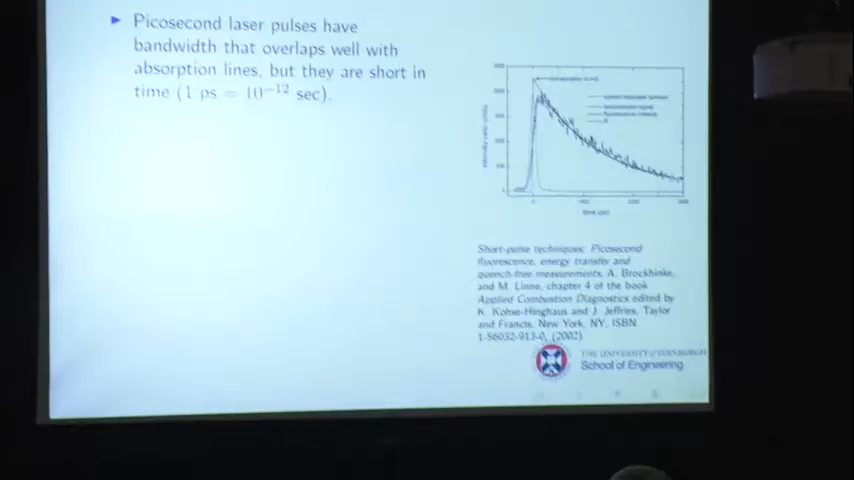 Picosecond laser pulses have
bandwidth that overlaps well with
absorption lines, but they are short in
time (1 ps = 10⁻¹² sec).
time (ps)
Short-pulse techniques: Picosecond
fluorescence, energy transfer and
quench-free measurements, A. Brockhinke,
and M. Linne, chapter 4 of the book
Applied Combustion Diagnostics edited by
K. Kohse-Hinghaus and J. Jeffries, Taylor
and Francis, New York, NY, ISBN
1-56032-913-0, (2002)
THE UNIVERSITY of EDINBURGH
School of Engineering